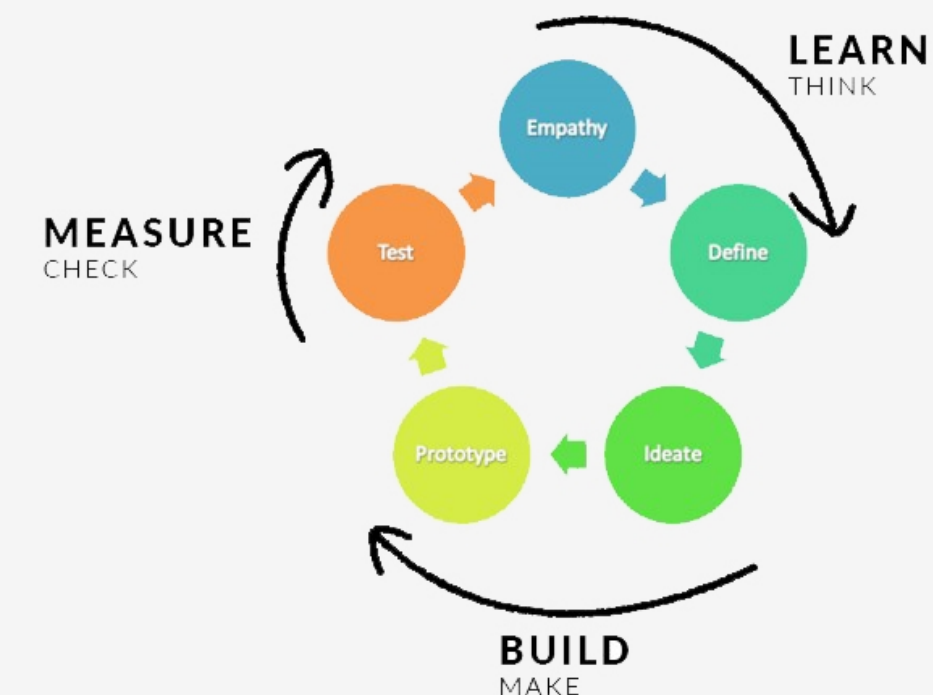 LEARN
THINK
Empathy
MEASURE
CHECK
Test
Define
Prototype
Ideate
BUILD
MAKE